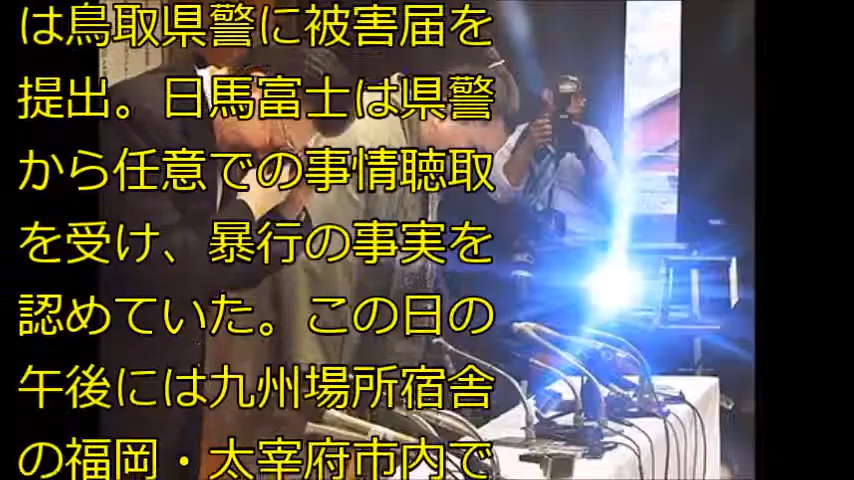 は鳥取県警に被害届を
提出。日馬富士は県警
から任意での事情聴取
を受け、暴行の事実を
認めていた。この日の
午後には九州場所宿舎
の福岡・太宰府市内で